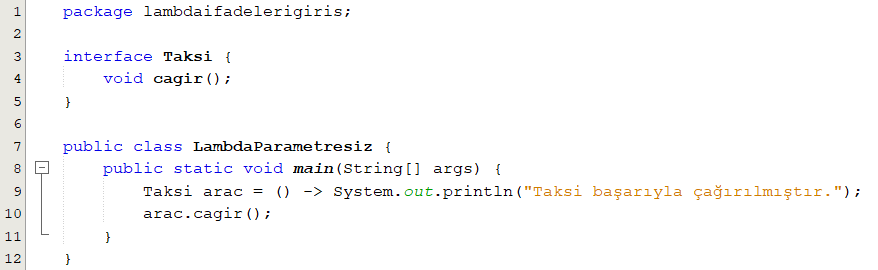 1 package lambdaifadelerigiris;
2
3 interface Taksi {
4 void cagir();
5 }
6
7 public class LambdaParametresiz {
8 public static void main(String[] args) {
9 Taksi arac = () -> System.out.println("Taksi başarıyla çağırılmıştır.");
10 arac.cagir();
11 }
12 }